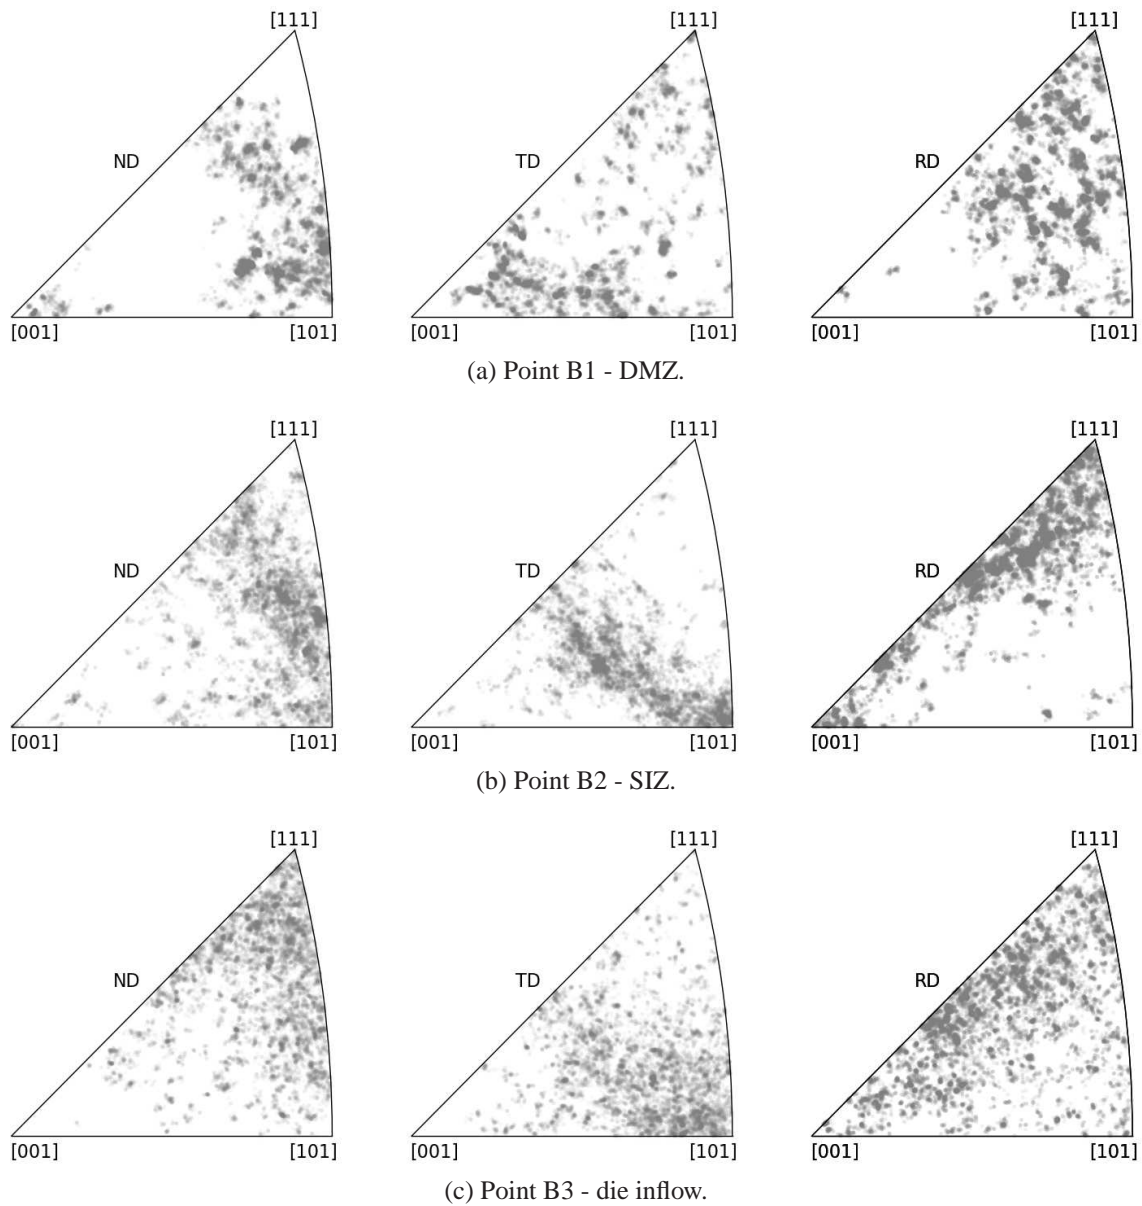 [111] [111] [111]
ND TD RD
[001] [101] [001] [101] [001] [101]
(a) Point B1 - DMZ.
[111] [111] [111]
ND TD RD
[001] [101] [001] [101] [001] [101]
(b) Point B2 - SIZ.
[111] [111] [111]
ND TD RD
[001] [101] [001] [101] [001] [101]
(c) Point B3 - die inflow.